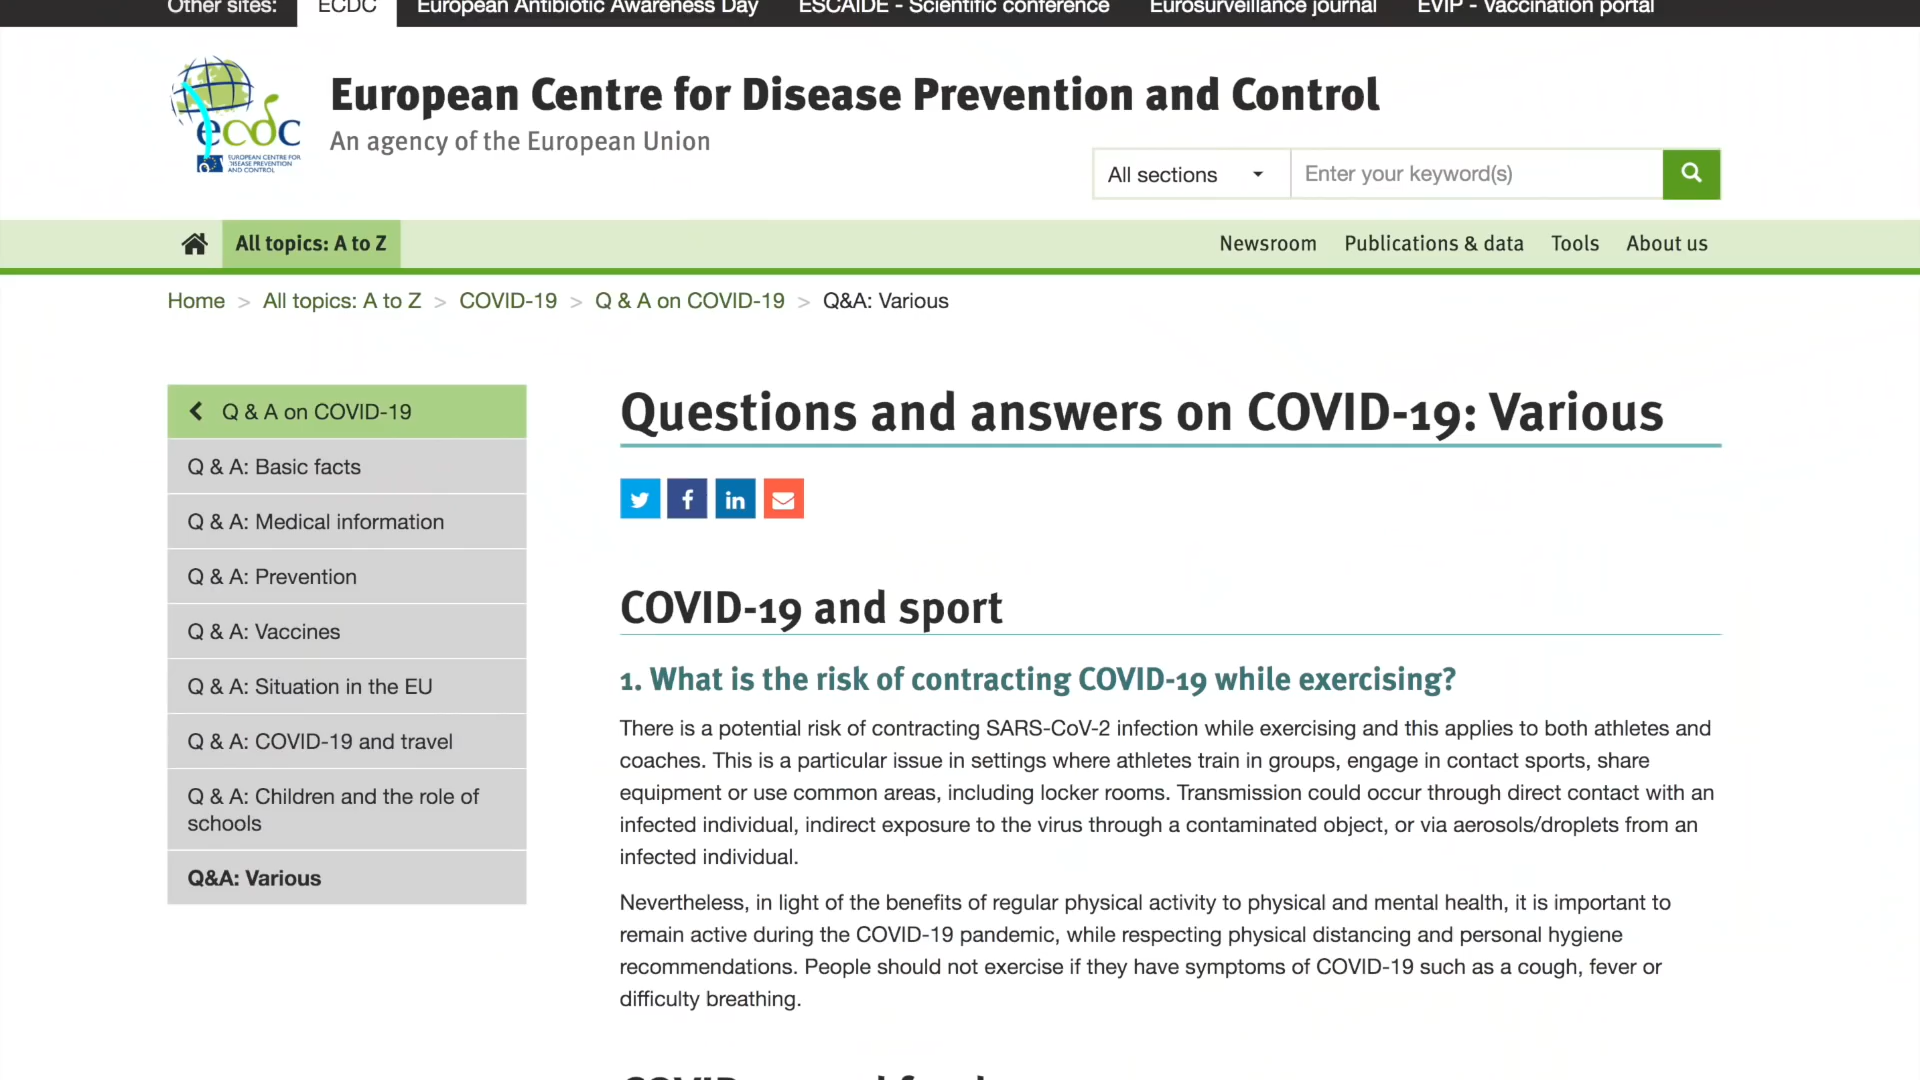 Other sites: ECDC European Antibiotic Awareness Day ESCAIDE - Scientific conference Eurosurveillance journal EVIP - Vaccination portal
ecdc
EUROPEAN CENTRE FOR
DISEASE PREVENTION
AND CONTROL
European Centre for Disease Prevention and Control
An agency of the European Union
All sections Enter your keyword(s)
All topics: A to Z Newsroom Publications & data Tools About us
Home > All topics: A to Z > COVID-19 > Q & A on COVID-19 > Q&A: Various
Q & A on COVID-19
Q & A: Basic facts
Q & A: Medical information
Q & A: Prevention
Q & A: Vaccines
Q & A: Situation in the EU
Q & A: COVID-19 and travel
Q & A: Children and the role of
schools
Q&A: Various
Questions and answers on COVID-19: Various
COVID-19 and sport
1. What is the risk of contracting COVID-19 while exercising?
There is a potential risk of contracting SARS-CoV-2 infection while exercising and this applies to both athletes and
coaches. This is a particular issue in settings where athletes train in groups, engage in contact sports, share
equipment or use common areas, including locker rooms. Transmission could occur through direct contact with an
infected individual, indirect exposure to the virus through a contaminated object, or via aerosols/droplets from an
infected individual.
Nevertheless, in light of the benefits of regular physical activity to physical and mental health, it is important to
remain active during the COVID-19 pandemic, while respecting physical distancing and personal hygiene
recommendations. People should not exercise if they have symptoms of COVID-19 such as a cough, fever or
difficulty breathing.